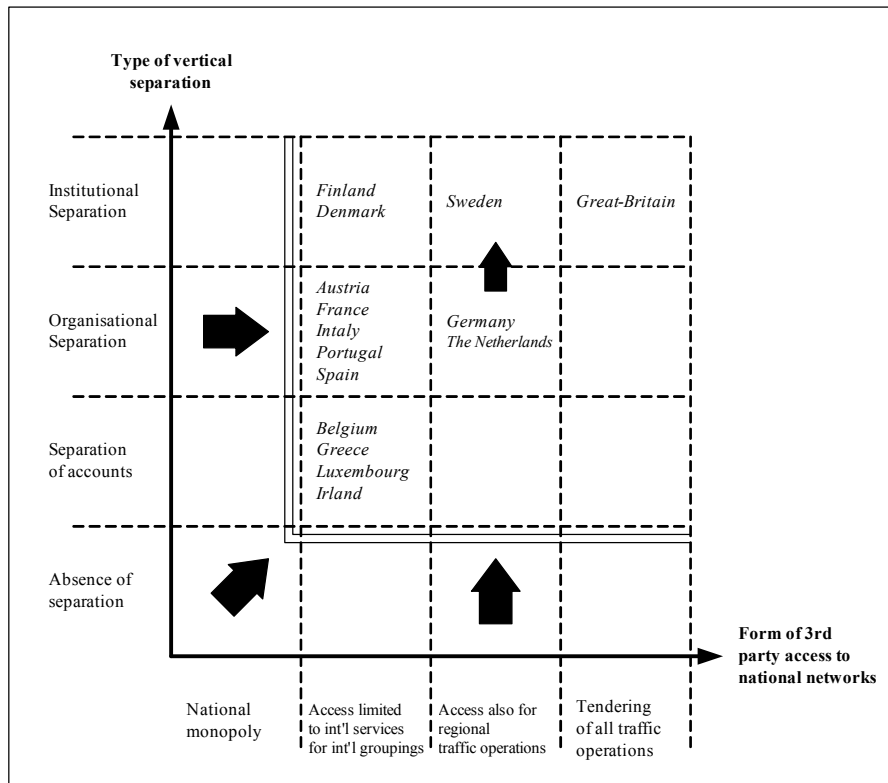 Type of vertical
separation
Institutional
Separation
Finland
Denmark
Sweden
Great-Britain
Organisational
Separation
Austria
France
Intaly
Portugal
Spain
Germany
The Netherlands
Separation
of accounts
Belgium
Greece
Luxembourg
Irland
Absence of
separation
Form of 3rd
party access to
national networks
National
monopoly
Access limited
to int'l services
for int'l groupings
Access also for
regional
traffic operations
Tendering
of all traffic
operations